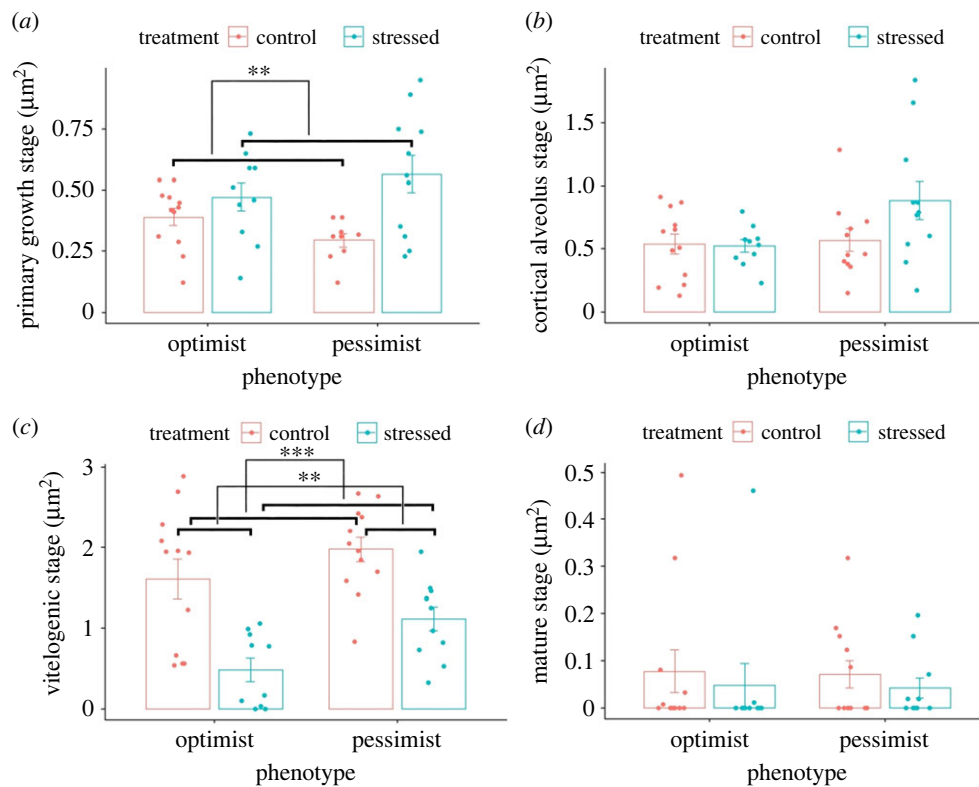 (a)
treatment control stressed
primary growth stage (μm2)
0.75
0.50
0.25
0
**
optimist pessimist
phenotype
(b)
treatment control stressed
cortical alveolus stage (μm2)
1.5
1.0
0.5
0
optimist pessimist
phenotype
(c)
treatment control stressed
vitelogenic stage (μm2)
3
2
1
0
***
**
optimist pessimist
phenotype
(d)
treatment control stressed
mature stage (μm2)
0.5
0.4
0.3
0.2
0.1
0
optimist pessimist
phenotype